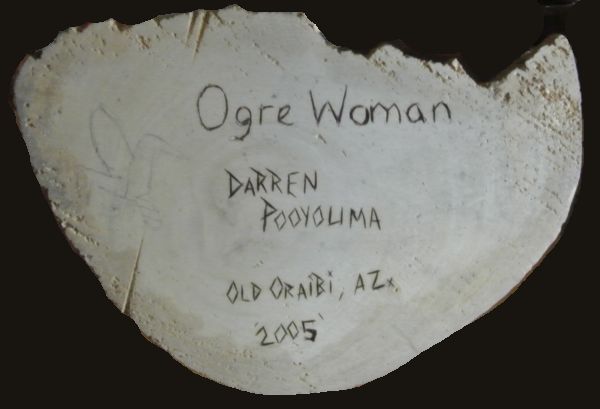 Ogre Woman
DARREN
POOYOUMA
OLD ORAIBI, AZ.
'2005'